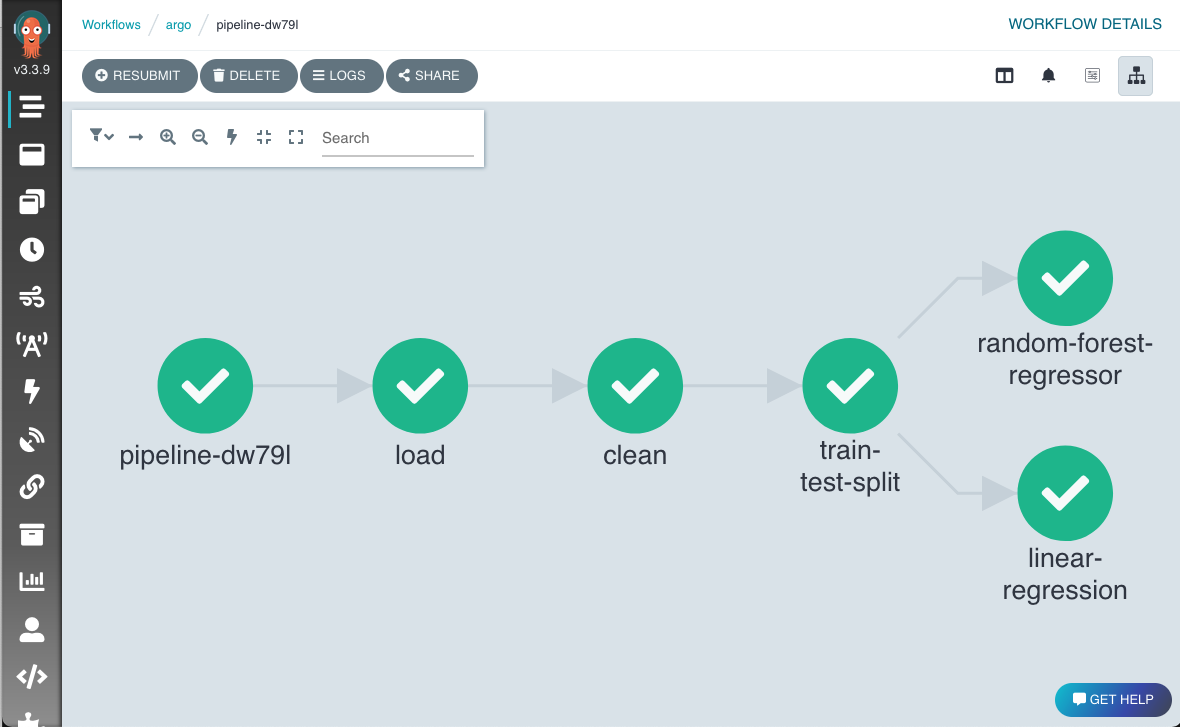 Workflows / argo / pipeline-dw79l
WORKFLOW DETAILS
v3.3.9
RESUBMIT DELETE LOGS SHARE
Search
random-forest-
regressor
pipeline-dw79l
load
clean
train-
test-split
linear-
regression
GET HELP